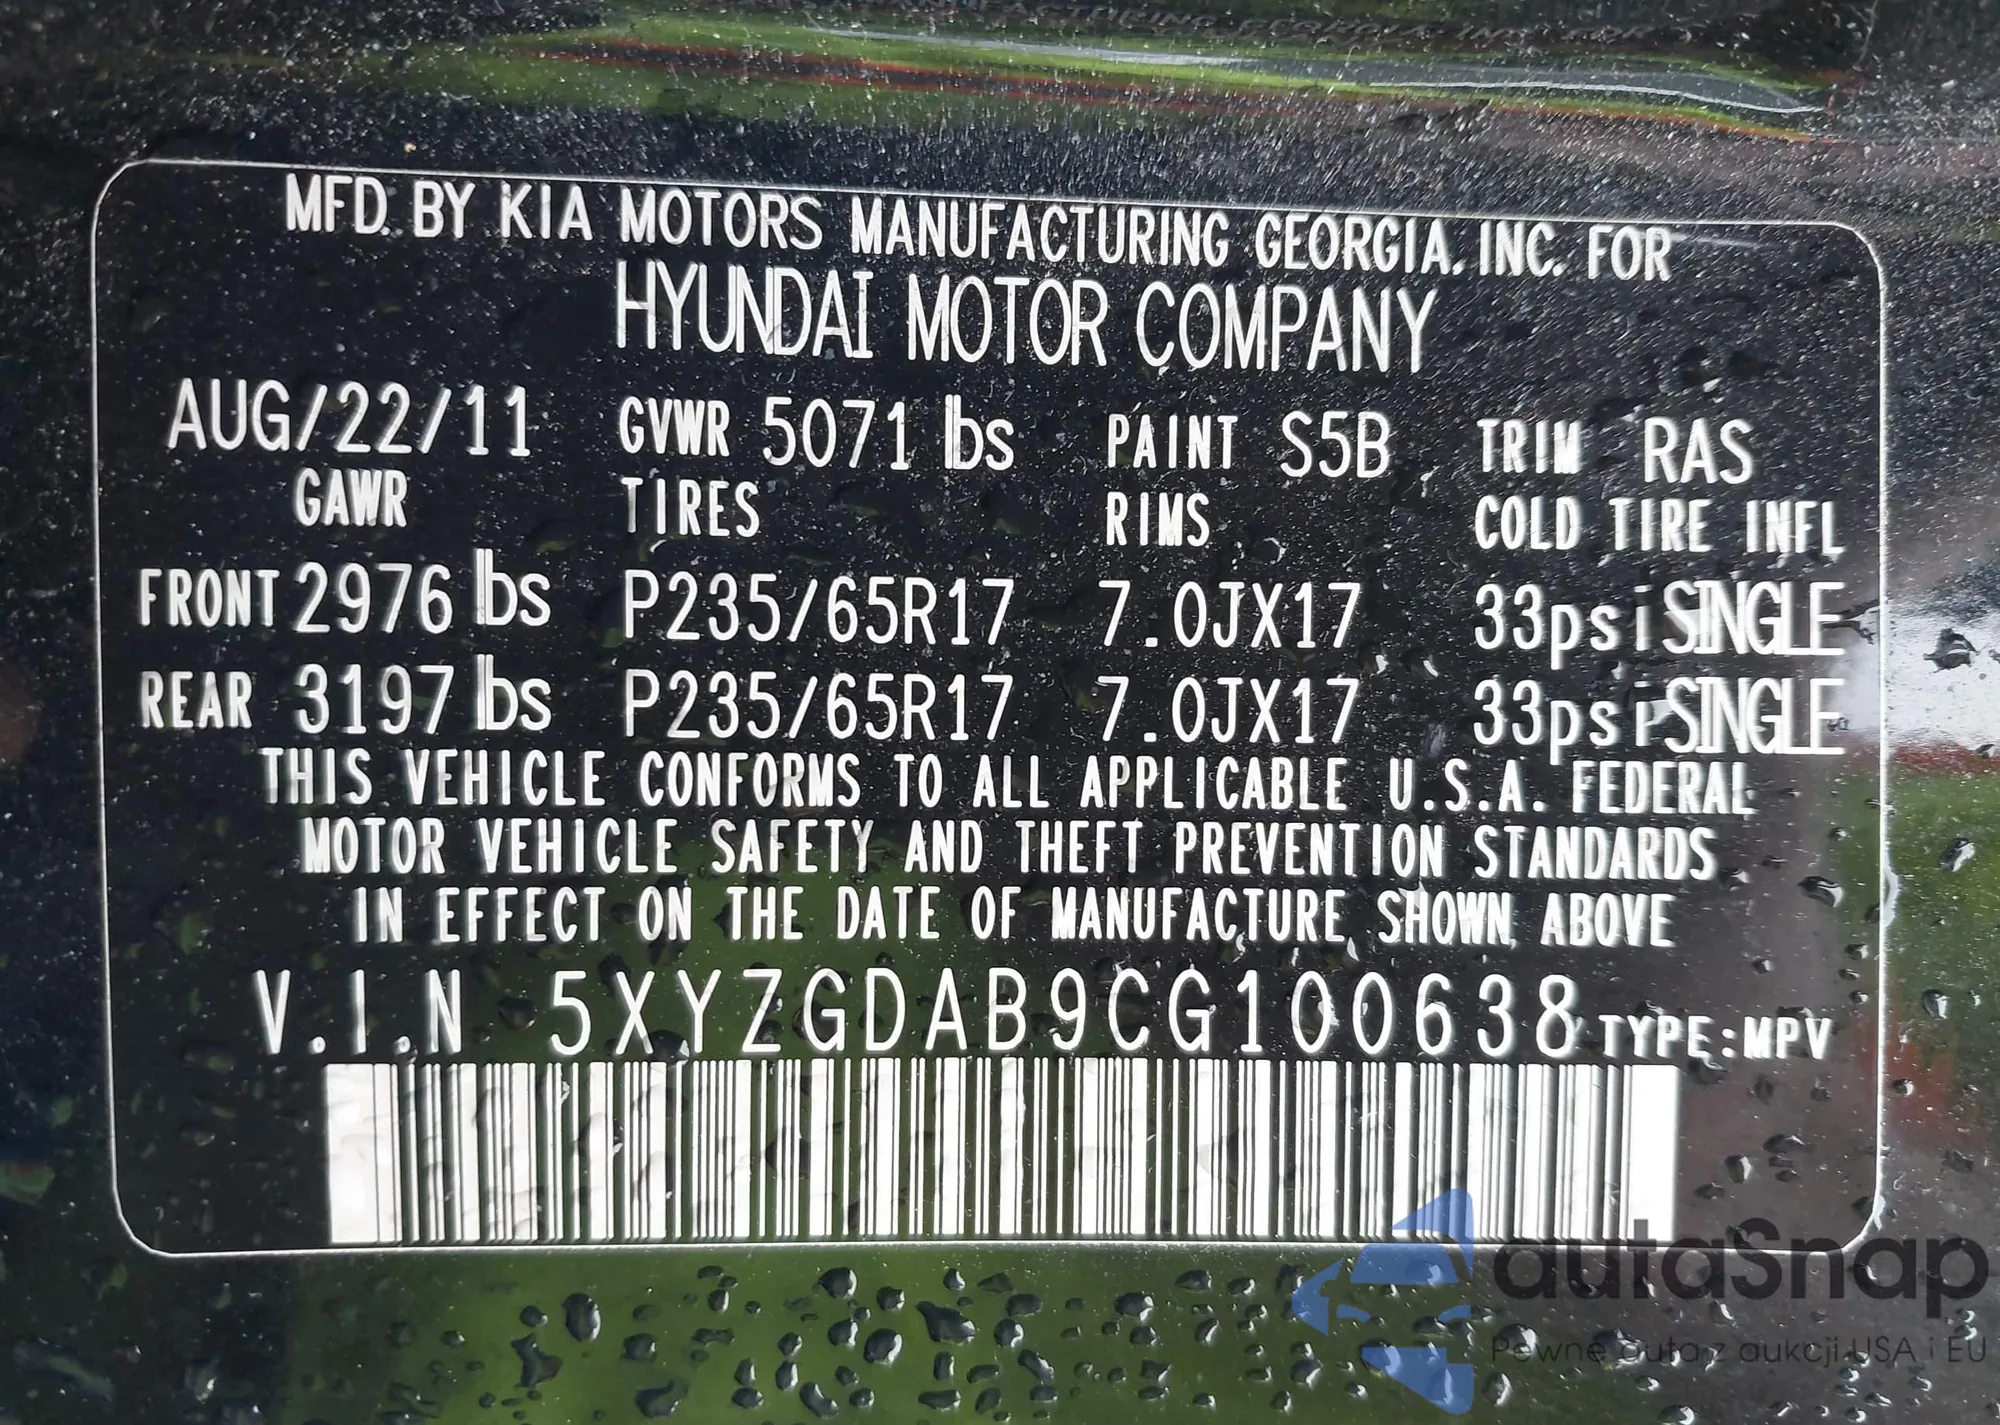 MFD. BY KIA MOTORS MANUFACTURING GEORGIA, INC. FOR
HYUNDAI MOTOR COMPANY
AUG/22/11 GVWR 5071 lbs PAINT S5B TRIM RAS
GAWR TIRES RIMS COLD TIRE INFL
FRONT 2976 lbs P235/65R17 7.0JX17 33psi SINGLE
REAR 3197 lbs P235/65R17 7.0JX17 33psi SINGLE
THIS VEHICLE CONFORMS TO ALL APPLICABLE U.S.A. FEDERAL
MOTOR VEHICLE SAFETY AND THEFT PREVENTION STANDARDS
IN EFFECT ON THE DATE OF MANUFACTURE SHOWN ABOVE
V.I.N 5XYZGDAB9CG100638 TYPE:MPV
autaSnap
Pewne auta z aukcji USA i EU